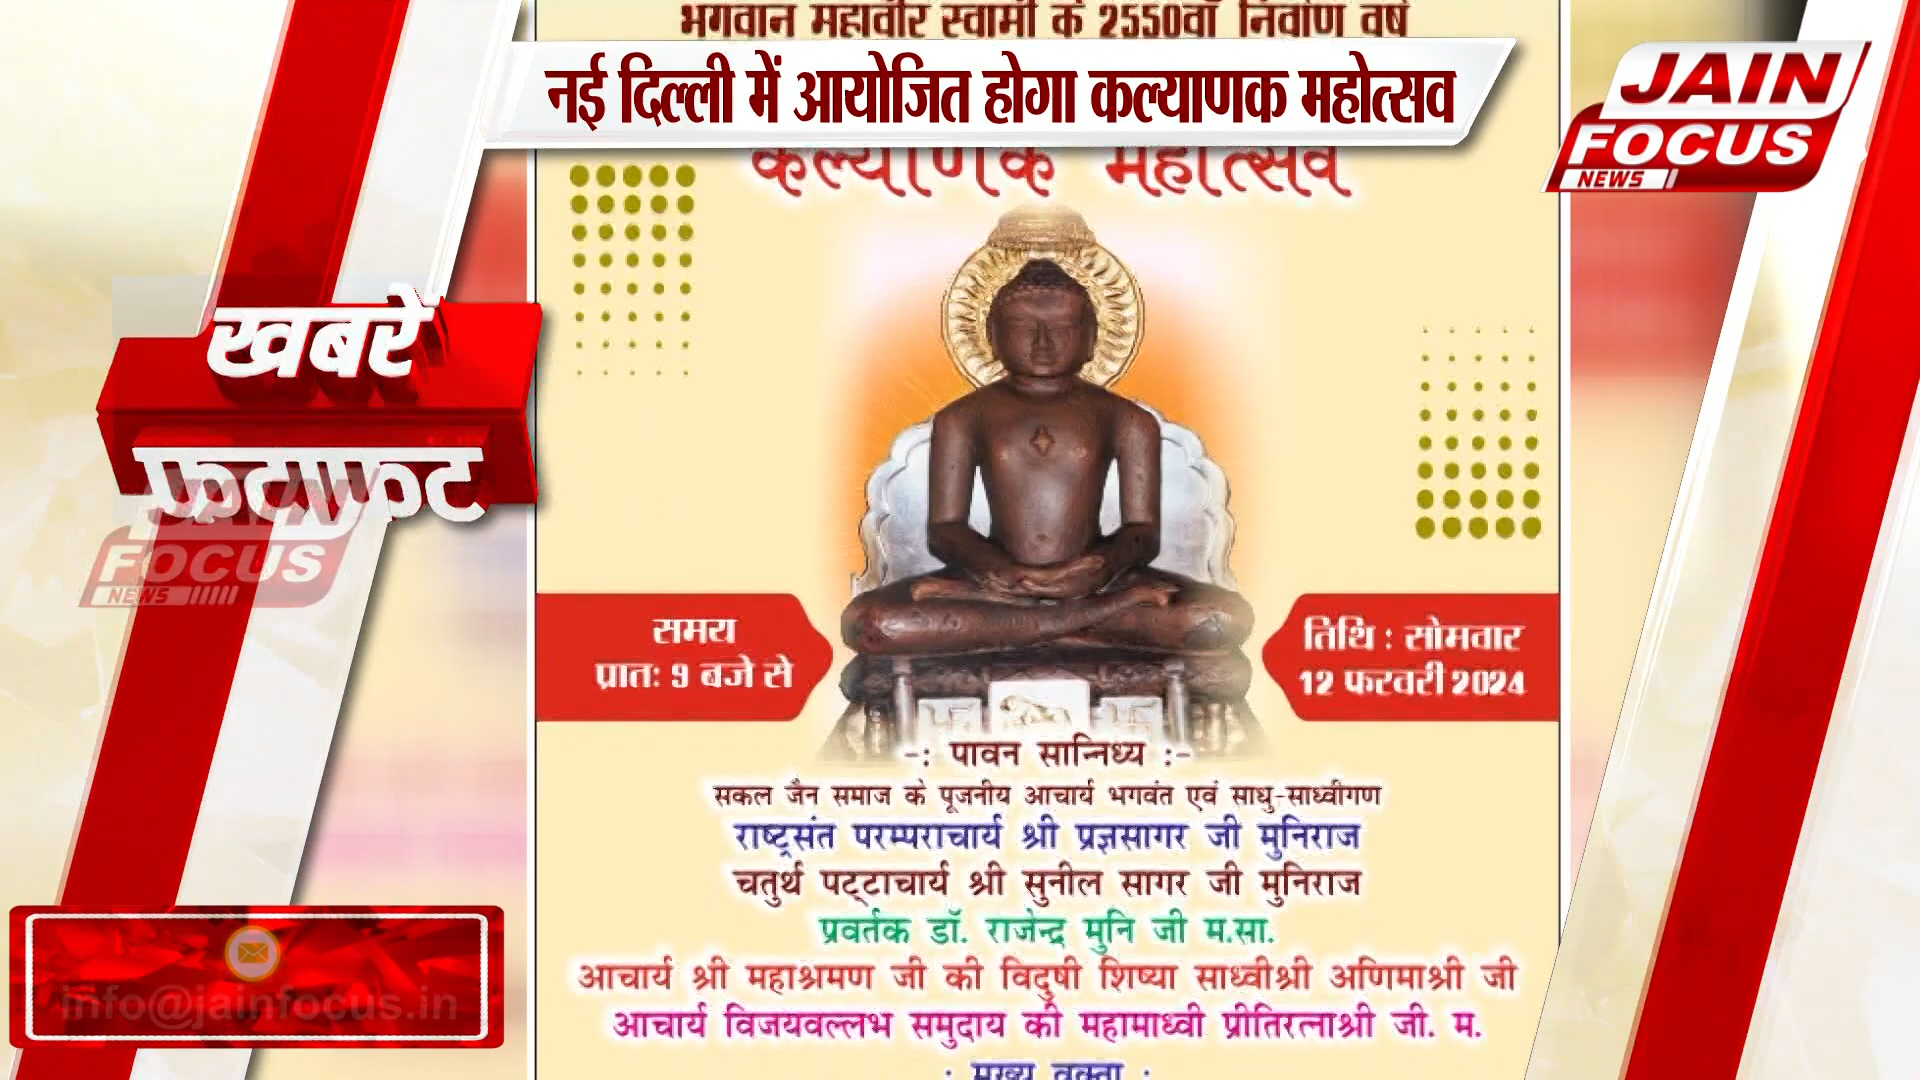 भगवान महावीर स्वामी के 2550वाँ निर्वाण वर्ष
नई दिल्ली में आयोजित होगा कल्याणक महोत्सव
JAIN
FOCUS
NEWS
कल्याणक महोत्सव
खबरें
फटाफट
FOCUS
NEWS
समय
प्रातः 9 बजे से
तिथि : सोमवार
12 फरवरी 2024
-: पावन सान्निध्य :-
सकल जैन समाज के पूजनीय आचार्य भगवंत एवं साधु-साध्वीगण
राष्ट्रसंत परम्पराचार्य श्री प्रज्ञसागर जी मुनिराज
चतुर्थ पट्टाचार्य श्री सुनील सागर जी मुनिराज
प्रवर्तक डॉ. राजेन्द्र मुनि जी म.सा.
आचार्य श्री महाश्रमण जी की विदुषी शिष्या साध्वीश्री अणिमाश्री जी
आचार्य विजयवल्लभ समुदाय की महामाध्वी प्रीतिरत्नाश्री जी. म.
: मुख्य वक्ता :
info@jainfocus.in